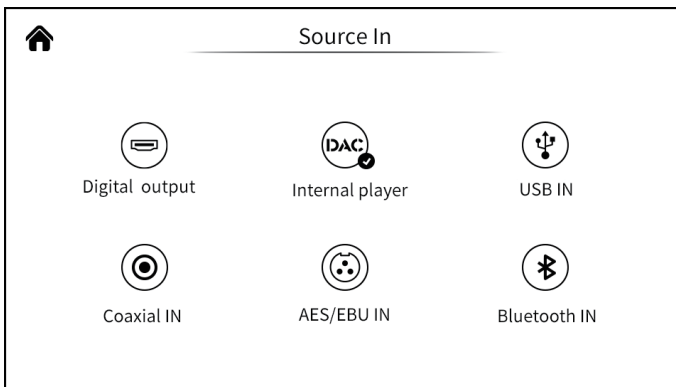 Source In
DAC
Digital output
Internal player
USB IN
Coaxial IN
AES/EBU IN
Bluetooth IN